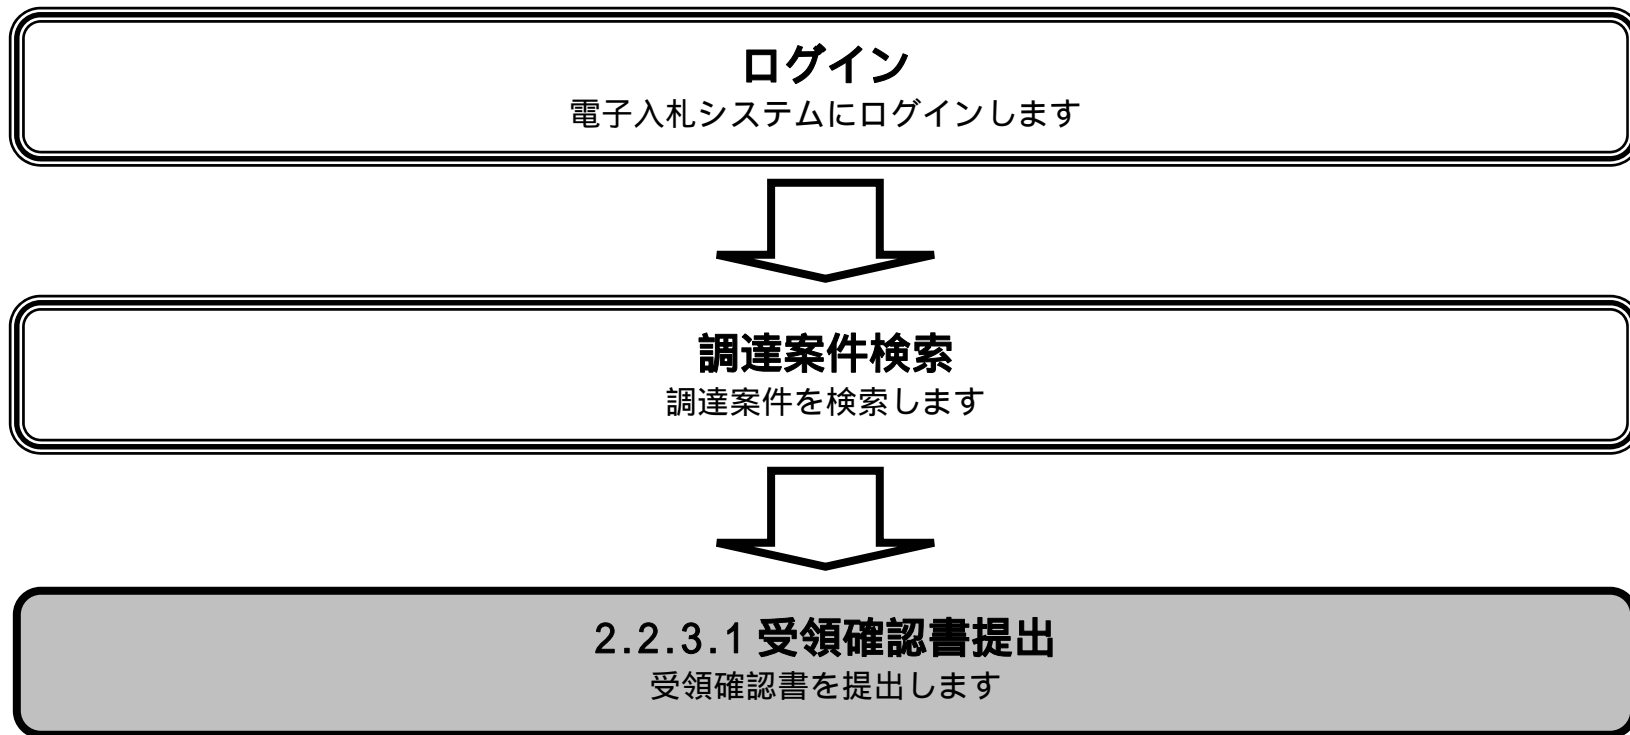 ログイン
電子入札システムにログインします
調達案件検索
調達案件を検索します
2.2.3.1 受領確認書提出
受領確認書を提出します